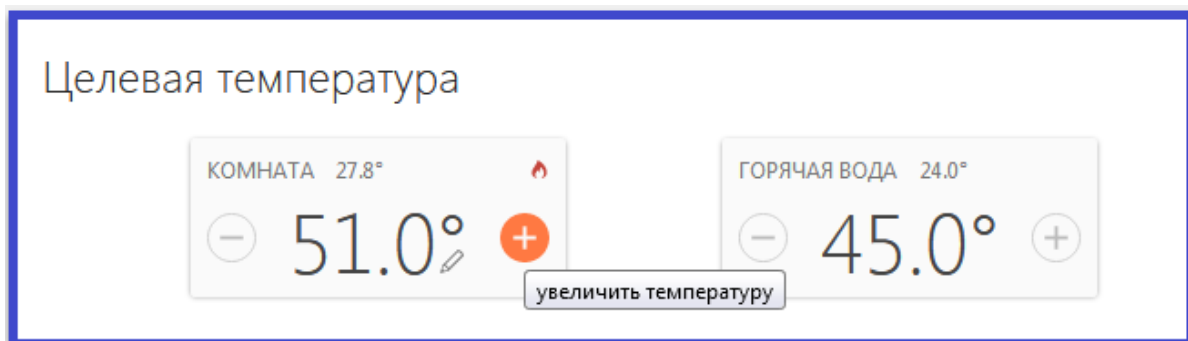 Целевая температура
КОМНАТА 27.8°
51.0°
увеличить температуру
ГОРЯЧАЯ ВОДА 24.0°
45.0°